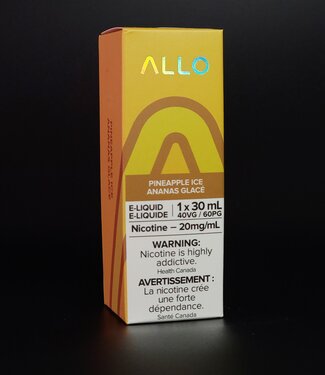 ALLO
PINEAPPLE ICE
ANANAS GLACÉ
E-LIQUID
E-LIQUIDE
1 x 30 mL
40VG / 60PG
Nicotine – 20mg/mL
WARNING:
Nicotine is highly
addictive.
Health Canada
AVERTISSEMENT :
La nicotine crée
une forte
dépendance.
Santé Canada